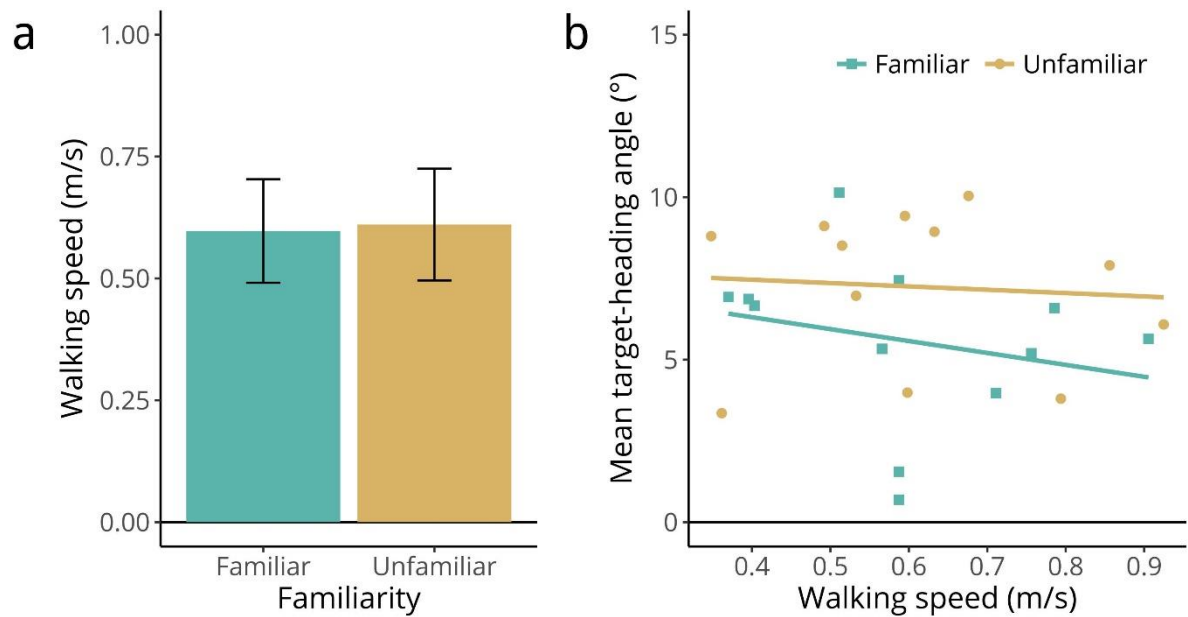 a
1.00
0.75
0.50
0.25
0.00
Walking speed (m/s)
Familiar Unfamiliar
Familiarity
b
Familiar Unfamiliar
15
10
5
0
Mean target-heading angle (°)
0.4 0.5 0.6 0.7 0.8 0.9
Walking speed (m/s)